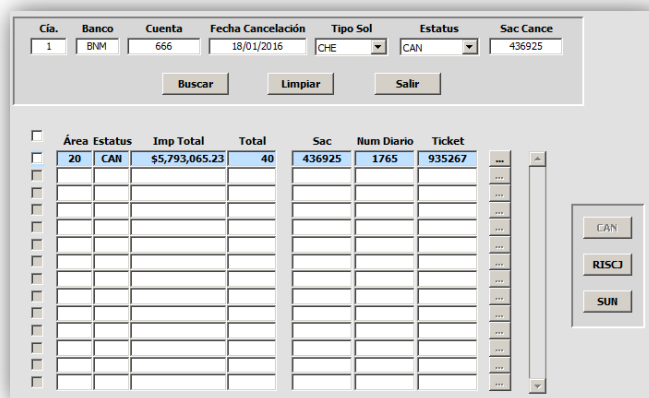 Cía. Banco Cuenta Fecha Cancelación Tipo Sol Estatus Sac Cance
1 BNM 666 18/01/2016 CHE CAN 436925
Buscar Limpiar Salir
Área Estatus Imp Total Total Sac Num Diario Ticket
20 CAN $5,793,065.23 40 436925 1765 935267 ...
...
...
...
...
...
...
...
...
...
...
...
...
...
CAN
RISCJ
SUN